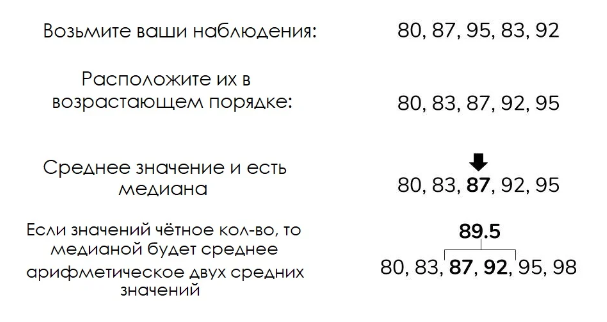 Возьмите ваши наблюдения:
80, 87, 95, 83, 92
Расположите их в
возрастающем порядке:
80, 83, 87, 92, 95
Среднее значение и есть
медиана
80, 83, 87, 92, 95
Если значений чётное кол-во, то
медианой будет среднее
арифметическое двух средних
значений
89.5
80, 83, 87, 92, 95, 98